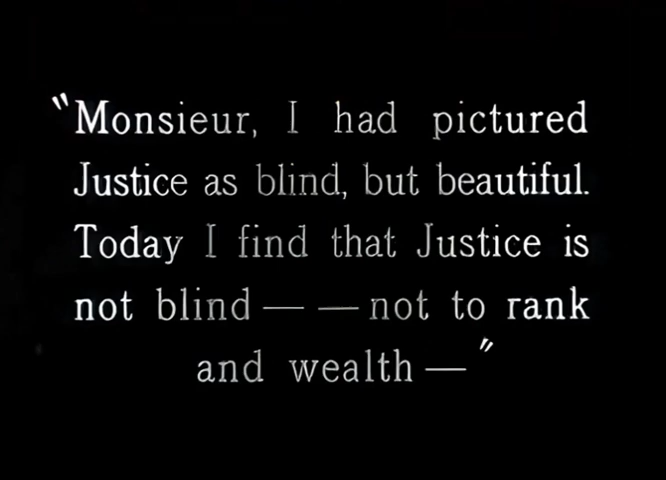 "Monsieur, I had pictured
Justice as blind, but beautiful.
Today I find that Justice is
not blind — — not to rank
and wealth — "